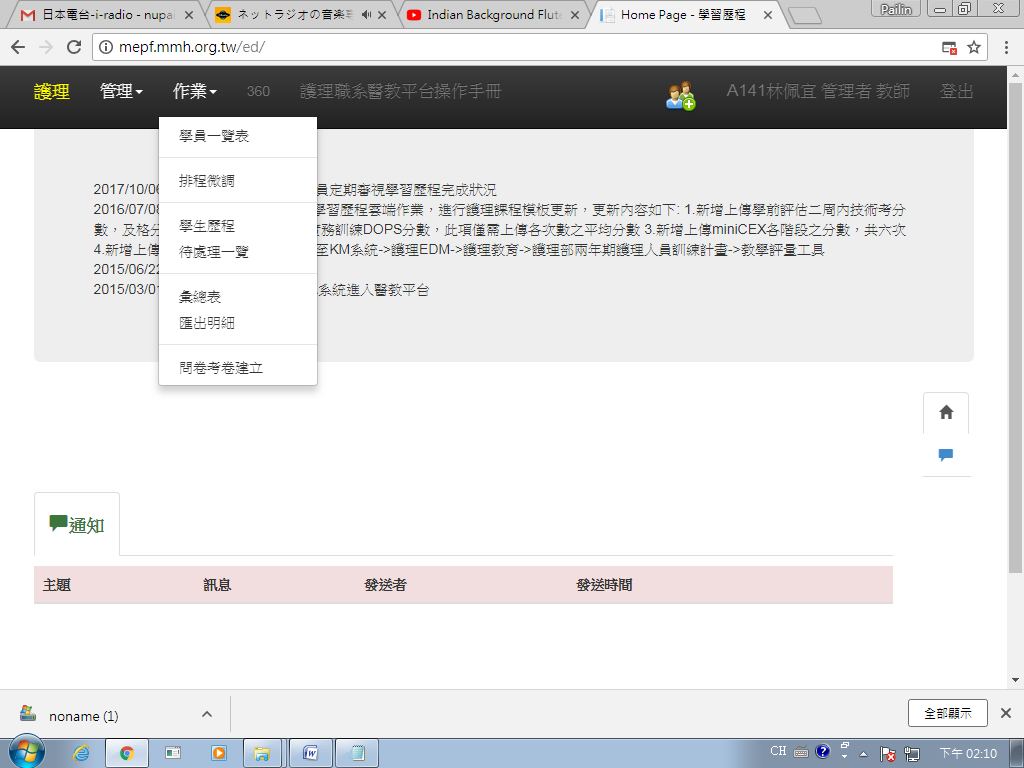 日本電台-i-radio - nupa
ネットラジオの音楽
Indian Background Flut
Home Page - 學習歷程
Pailin
mepf.mmh.org.tw/ed/
護理 管理 作業 360 護理職系醫教平台操作手冊 A141林佩宜 管理者 教師 登出
學員一覽表
排程微調
學生歷程
待處理一覽
彙總表
匯出明細
問卷考卷建立
2017/10/06 員定期審視學習歷程完成狀況
2016/07/08 學習歷程雲端作業，進行護理課程模板更新，更新內容如下: 1.新增上傳學前評估二周內技術考分
數，及格分 實務訓練DOPS分數，此項僅需上傳各次數之平均分數 3.新增上傳miniCEX各階段之分數，共六次
4.新增上傳 至KM系統->護理EDM->護理教育->護理部兩年期護理人員訓練計畫->教學評量工具
2015/06/22
2015/03/01 系統進入醫教平台
通知
主題 訊息 發送者 發送時間
noname (1)
全部顯示
CH
下午 02:10